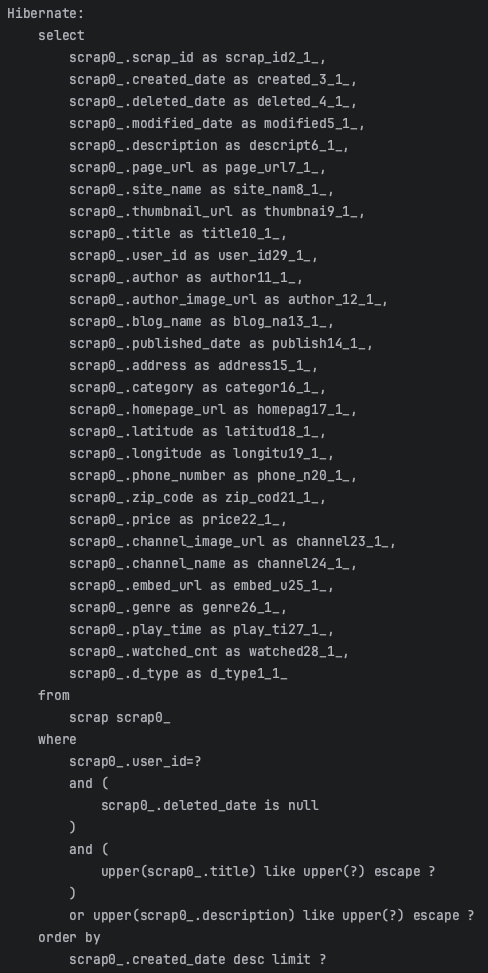 Hibernate:
    select
        scrap0_.scrap_id as scrap_id2_1_,
        scrap0_.created_date as created_3_1_,
        scrap0_.deleted_date as deleted_4_1_,
        scrap0_.modified_date as modified5_1_,
        scrap0_.description as descript6_1_,
        scrap0_.page_url as page_url7_1_,
        scrap0_.site_name as site_nam8_1_,
        scrap0_.thumbnail_url as thumbnai9_1_,
        scrap0_.title as title10_1_,
        scrap0_.user_id as user_id29_1_,
        scrap0_.author as author11_1_,
        scrap0_.author_image_url as author_12_1_,
        scrap0_.blog_name as blog_na13_1_,
        scrap0_.published_date as publish14_1_,
        scrap0_.address as address15_1_,
        scrap0_.category as categor16_1_,
        scrap0_.homepage_url as homepag17_1_,
        scrap0_.latitude as latitud18_1_,
        scrap0_.longitude as longitu19_1_,
        scrap0_.phone_number as phone_n20_1_,
        scrap0_.zip_code as zip_cod21_1_,
        scrap0_.price as price22_1_,
        scrap0_.channel_image_url as channel23_1_,
        scrap0_.channel_name as channel24_1_,
        scrap0_.embed_url as embed_u25_1_,
        scrap0_.genre as genre26_1_,
        scrap0_.play_time as play_ti27_1_,
        scrap0_.watched_cnt as watched28_1_,
        scrap0_.d_type as d_type1_1_
    from
        scrap scrap0_
    where
        scrap0_.user_id=?
        and (
            scrap0_.deleted_date is null
        )
        and (
            upper(scrap0_.title) like upper(?) escape ?
        )
        or upper(scrap0_.description) like upper(?) escape ?
    order by
        scrap0_.created_date desc limit ?